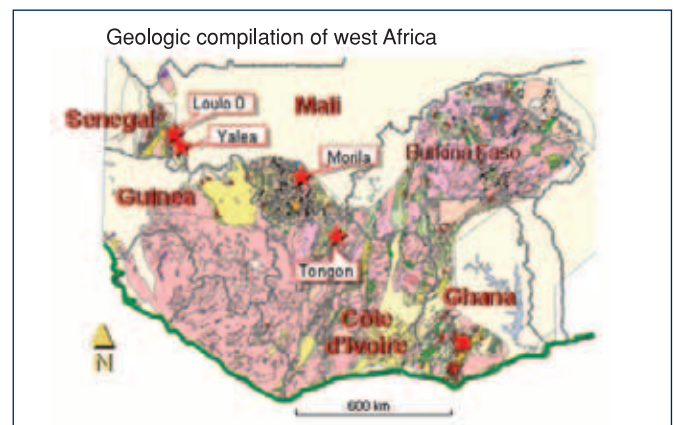 Geologic compilation of west Africa
Loulo 0
Senegal
Mali
Yalea
Morila
Burkina Faso
Guinea
Tongon
Ghana
Côte
d'Ivoire
N
600 km